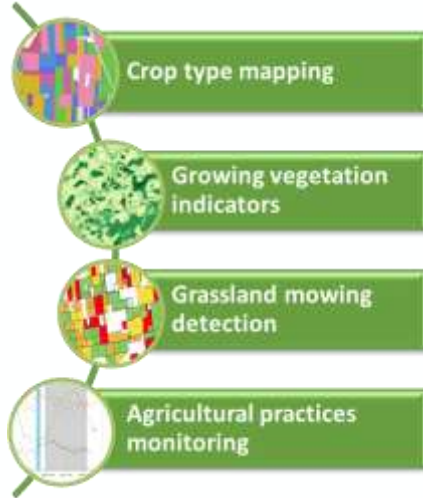 Crop type mapping
Growing vegetation
indicators
Grassland mowing
detection
Agricultural practices
monitoring